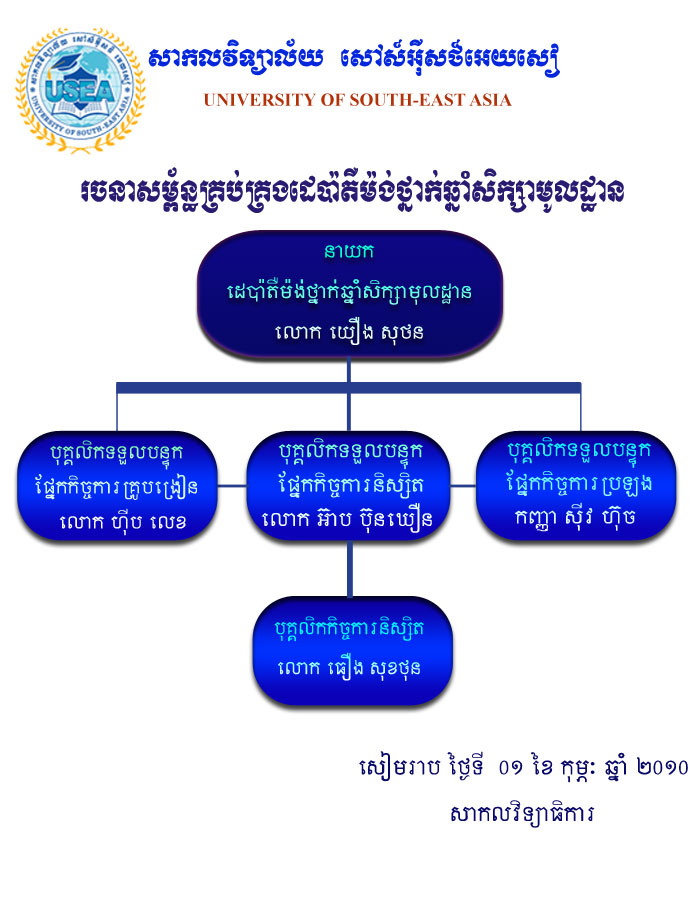 សាកលវិទ្យាល័យ សៅស៍អ៊ីសថ៍អេយសៀ
UNIVERSITY OF SOUTH-EAST ASIA
USEA
UNIVERSITY OF SOUTH-EAST ASIA
រចនាសម្ព័ន្ធគ្រប់គ្រងដេប៉ាតឺម៉ង់ថ្នាក់ឆ្នាំសិក្សាមូលដ្ឋាន
នាយក
ដេប៉ាតឺម៉ង់ថ្នាក់ឆ្នាំសិក្សាមុលដ្ឋាន
លោក យឿង សុថន
បុគ្គលិកទទួលបន្ទុក
ផ្នែកកិច្ចការគ្រូបង្រៀន
លោក ហ៊ីប លេខ
បុគ្គលិកទទួលបន្ទុក
ផ្នែកកិច្ចការនិស្សិត
លោក អ៊ាប ប៊ុនឃឿន
បុគ្គលិកទទួលបន្ទុក
ផ្នែកកិច្ចការប្រឡង
កញ្ញា ស៊ីវ ហ៊ុច
បុគ្គលិកកិច្ចការនិស្សិត
លោក ធឿង សុខថុន
សៀមរាប ថ្ងៃទី ០១ ខែ កុម្ភៈ ឆ្នាំ ២០១០
សាកលវិទ្យាធិការ